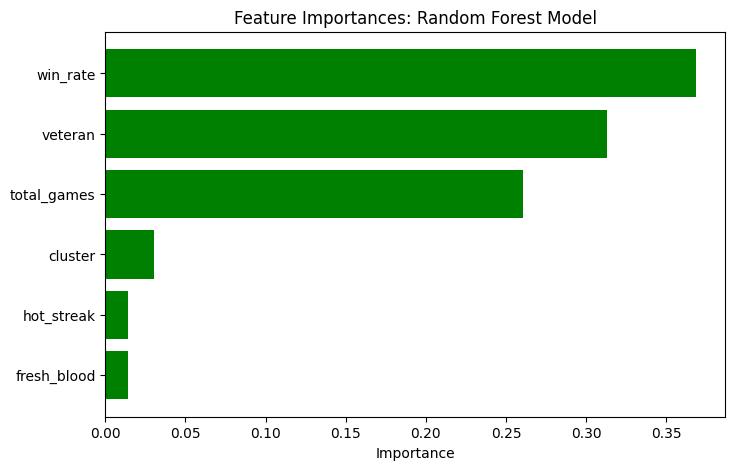 Feature Importances: Random Forest Model
win_rate
veteran
total_games
cluster
hot_streak
fresh_blood
0.00 0.05 0.10 0.15 0.20 0.25 0.30 0.35
Importance